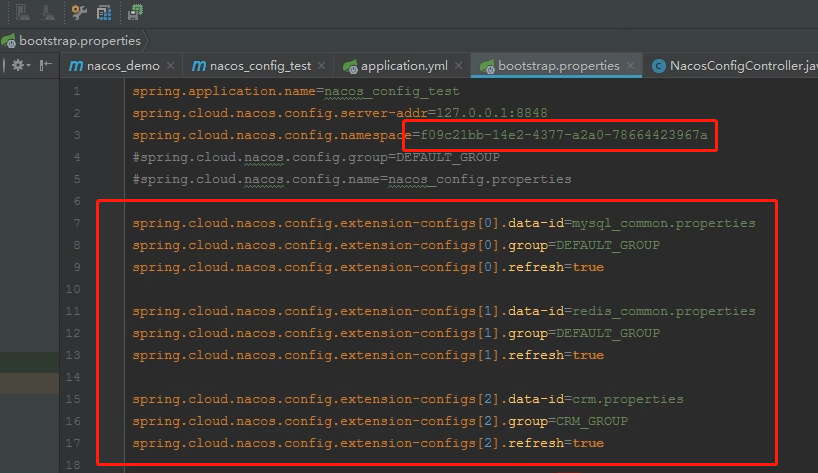 bootstrap.properties
nacos_demo
nacos_config_test
application.yml
bootstrap.properties
NacosConfigController.jav
1 spring.application.name=nacos_config_test
2 spring.cloud.nacos.config.server-addr=127.0.0.1:8848
3 spring.cloud.nacos.config.namespace=f09c21bb-14e2-4377-a2a0-78664423967a
4 #spring.cloud.nacos.config.group=DEFAULT_GROUP
5 #spring.cloud.nacos.config.name=nacos_config.properties
6
7 spring.cloud.nacos.config.extension-configs[0].data-id=mysql_common.properties
8 spring.cloud.nacos.config.extension-configs[0].group=DEFAULT_GROUP
9 spring.cloud.nacos.config.extension-configs[0].refresh=true
10
11 spring.cloud.nacos.config.extension-configs[1].data-id=redis_common.properties
12 spring.cloud.nacos.config.extension-configs[1].group=DEFAULT_GROUP
13 spring.cloud.nacos.config.extension-configs[1].refresh=true
14
15 spring.cloud.nacos.config.extension-configs[2].data-id=crm.properties
16 spring.cloud.nacos.config.extension-configs[2].group=CRM_GROUP
17 spring.cloud.nacos.config.extension-configs[2].refresh=true
18